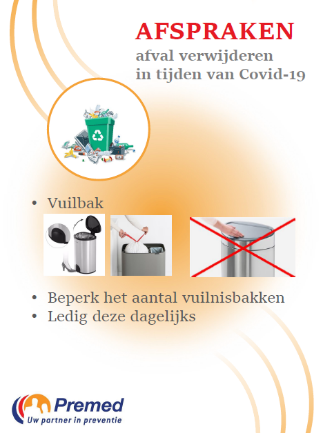 AFSPRAKEN
afval verwijderen
in tijden van Covid-19
• Vuilbak
• Beperk het aantal vuilnisbakken
• Ledig deze dagelijks
Premed
Uw partner in preventie